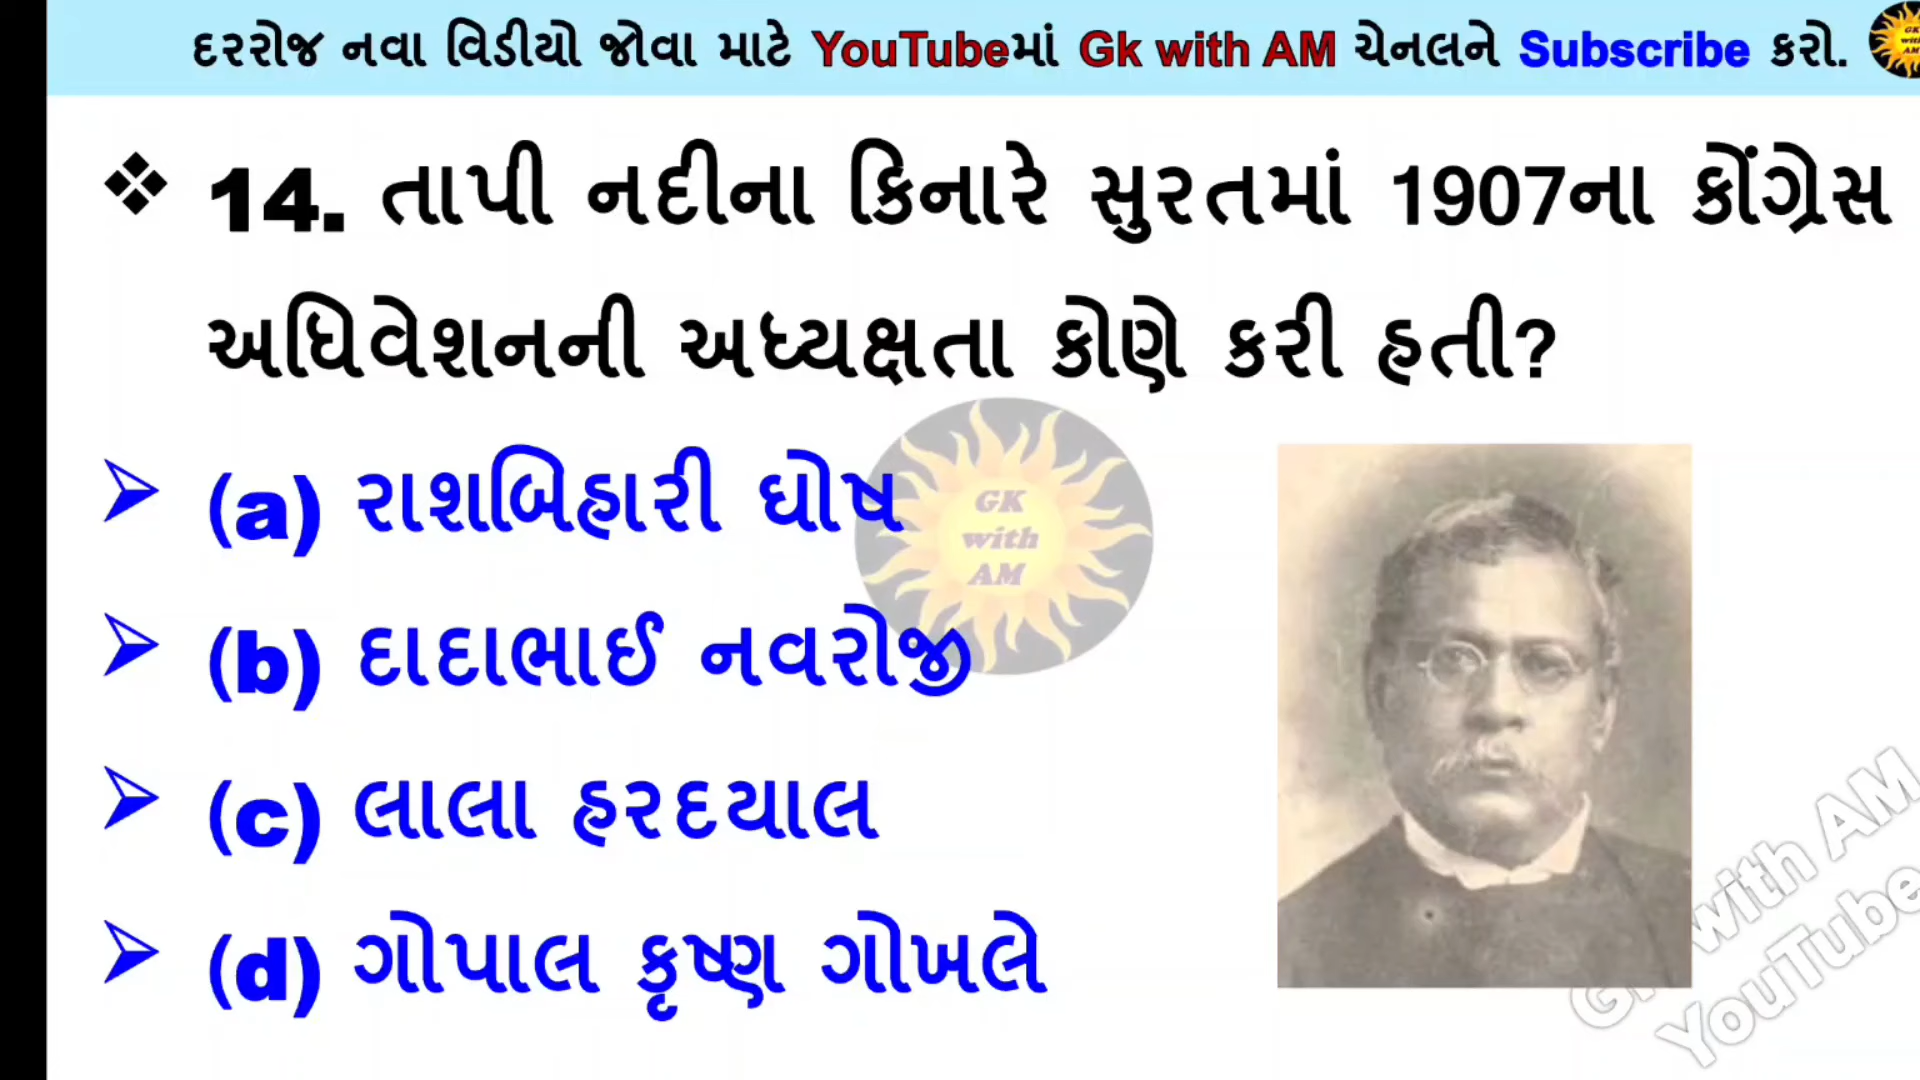 દરરોજ નવા વિડીયો જોવા માટે YouTubeમાં Gk with AM ચેનલને Subscribe કરો.
14. તાપી નદીના કિનારે સુરતમાં 1907ના કોંગ્રેસ
અધિવેશનની અધ્યક્ષતા કોણે કરી હતી?
(a) રાશબિહારી ઘોષ
(b) દાદાભાઈ નવરોજી
(c) લાલા હરદયાલ
(d) ગોપાલ કૃષ્ણ ગોખલે
GK
with
AM
GK with AM
YouTube